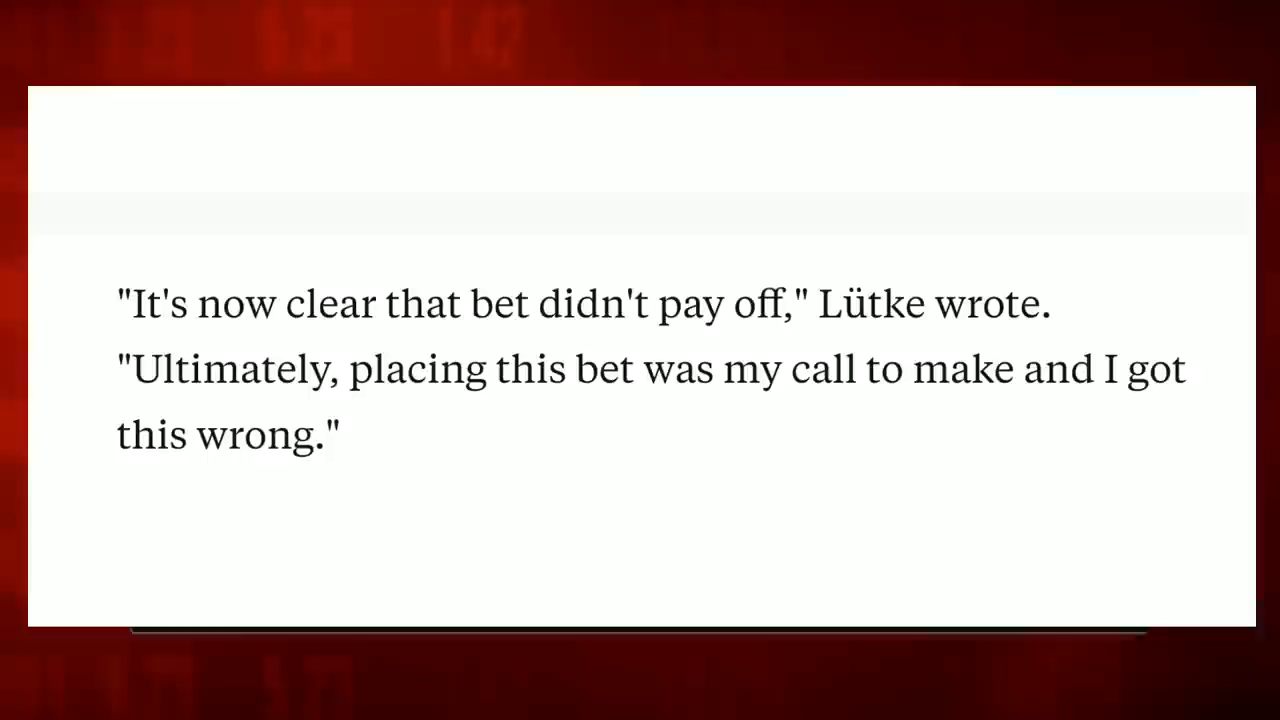 "It's now clear that bet didn't pay off," Lütke wrote.
"Ultimately, placing this bet was my call to make and I got
this wrong."